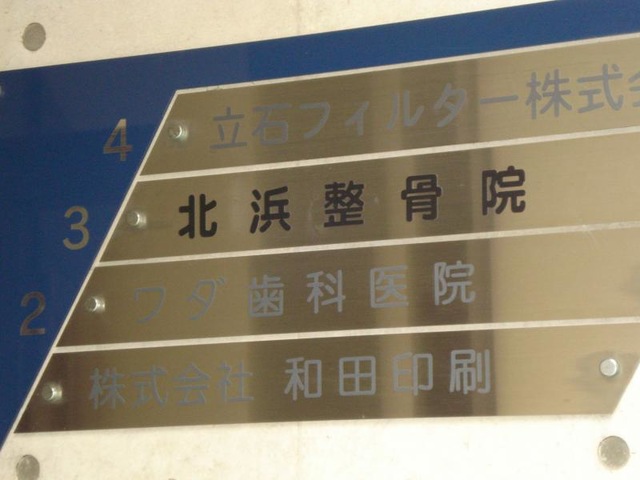 4 立石フィルター株式会
3 北浜整骨院
2 ワダ歯科医院
株式会社 和田印刷